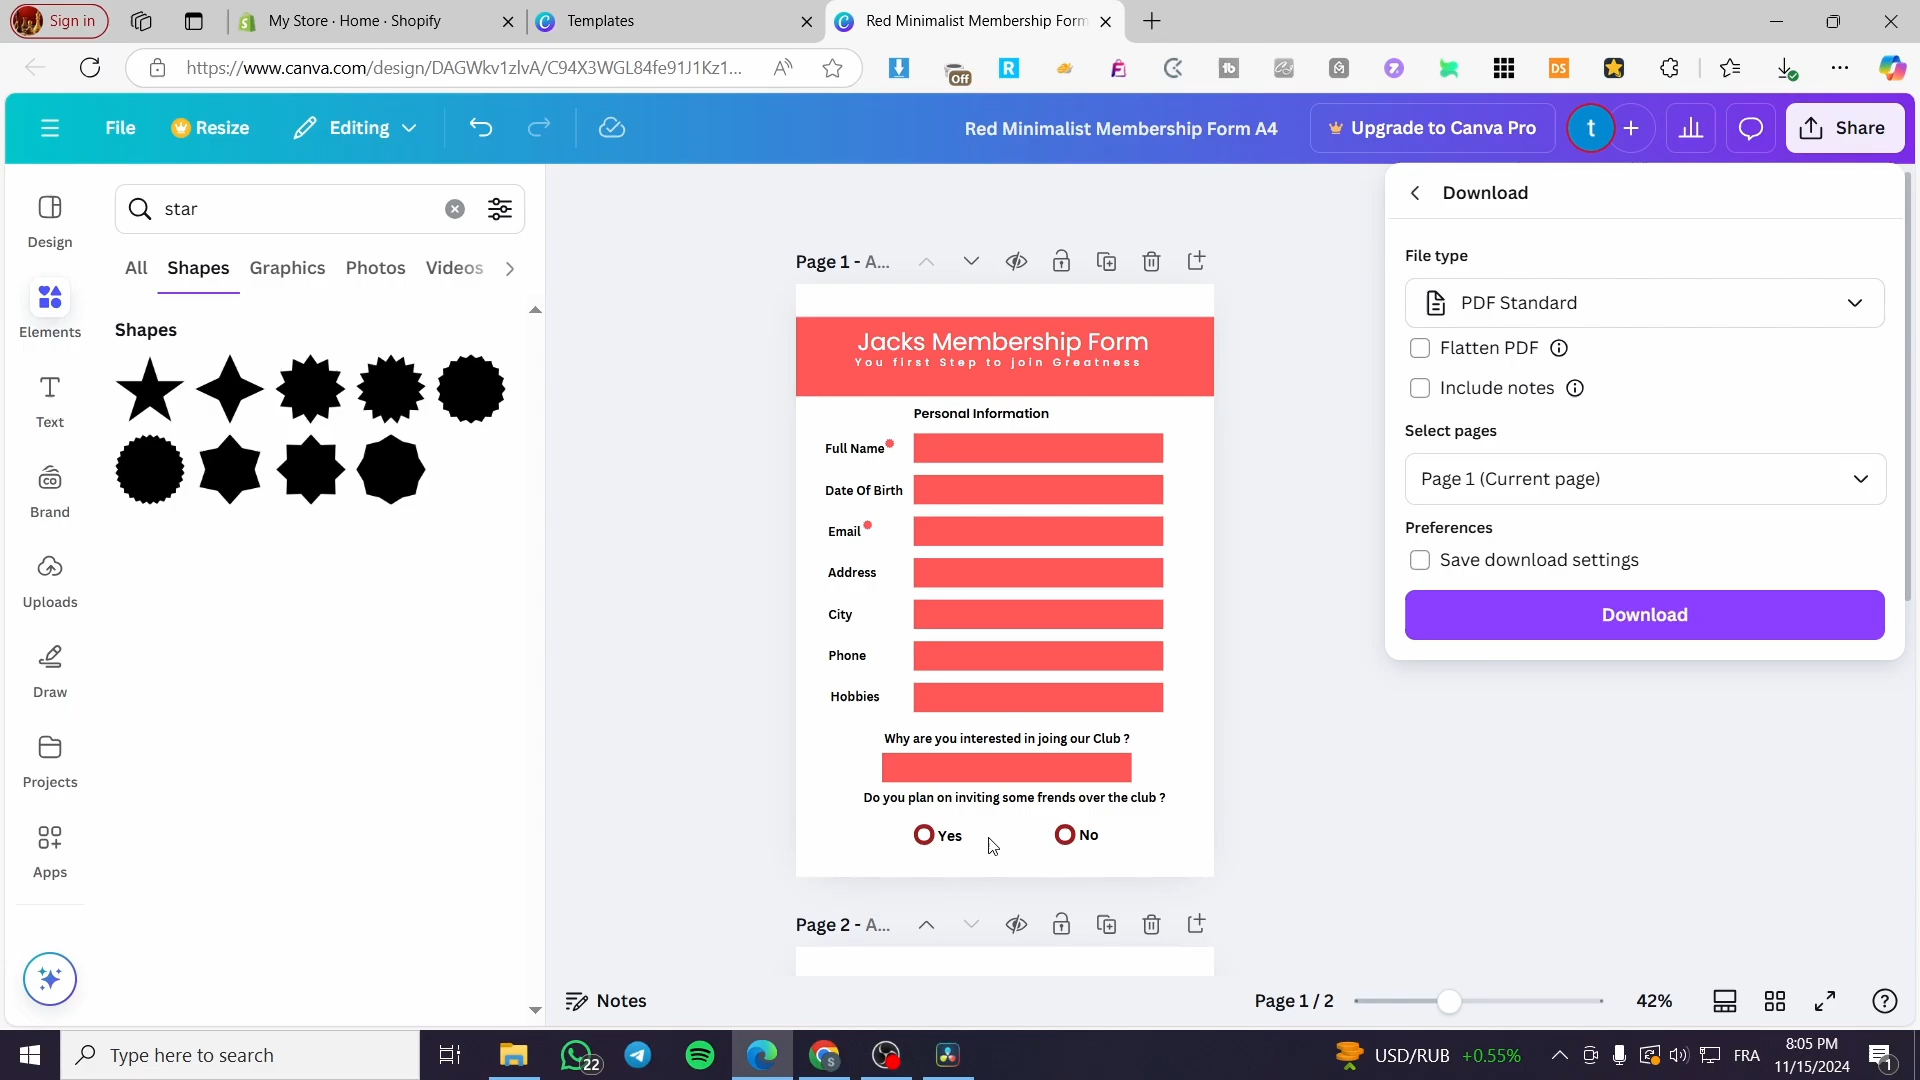 Sign in
My Store · Home · Shopify
Templates
Red Minimalist Membership Form
https://www.canva.com/design/DAGWkv1zlvA/C94X3WGL84fe91J1Kz1...
Off
File
Resize
Editing
Red Minimalist Membership Form A4
Upgrade to Canva Pro
t
Share
Design
Elements
Text
Brand
Uploads
Draw
Projects
Apps
star
All
Shapes
Graphics
Photos
Videos
Shapes
Page 1 - A...
Jacks Membership Form
You first Step to join Greatness
Personal Information
Full Name
Date Of Birth
Email
Address
City
Phone
Hobbies
Why are you interested in joing our Club ?
Do you plan on inviting some frends over the club ?
Yes
No
Page 2 - A...
Download
File type
PDF Standard
Flatten PDF
Include notes
Select pages
Page 1 (Current page)
Preferences
Save download settings
Download
Notes
Page 1 / 2
42%
Type here to search
22
USD/RUB +0.55%
FRA
8:05 PM
11/15/2024
1